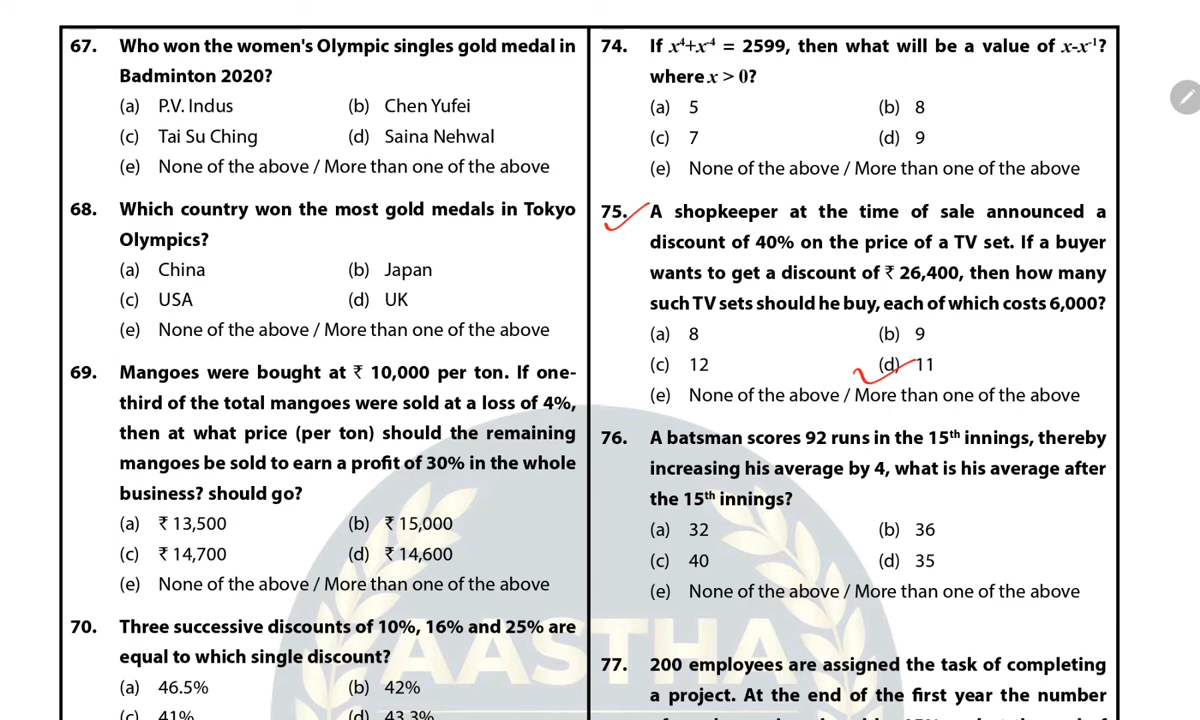 67. Who won the women's Olympic singles gold medal in
Badminton 2020?
(a) P.V. Indus (b) Chen Yufei
(c) Tai Su Ching (d) Saina Nehwal
(e) None of the above / More than one of the above
68. Which country won the most gold medals in Tokyo
Olympics?
(a) China (b) Japan
(c) USA (d) UK
(e) None of the above / More than one of the above
69. Mangoes were bought at ₹ 10,000 per ton. If one-
third of the total mangoes were sold at a loss of 4%,
then at what price (per ton) should the remaining
mangoes be sold to earn a profit of 30% in the whole
business? should go?
(a) ₹ 13,500 (b) ₹ 15,000
(c) ₹ 14,700 (d) ₹ 14,600
(e) None of the above / More than one of the above
70. Three successive discounts of 10%, 16% and 25% are
equal to which single discount?
(a) 46.5% (b) 42%
(c) 41% (d) 43.3%
74. If x⁴+x⁻⁴ = 2599, then what will be a value of x-x⁻¹?
where x > 0?
(a) 5 (b) 8
(c) 7 (d) 9
(e) None of the above / More than one of the above
75. A shopkeeper at the time of sale announced a
discount of 40% on the price of a TV set. If a buyer
wants to get a discount of ₹ 26,400, then how many
such TV sets should he buy, each of which costs 6,000?
(a) 8 (b) 9
(c) 12 (d) 11
(e) None of the above / More than one of the above
76. A batsman scores 92 runs in the 15th innings, thereby
increasing his average by 4, what is his average after
the 15th innings?
(a) 32 (b) 36
(c) 40 (d) 35
(e) None of the above / More than one of the above
77. 200 employees are assigned the task of completing
a project. At the end of the first year the number
AASTHA